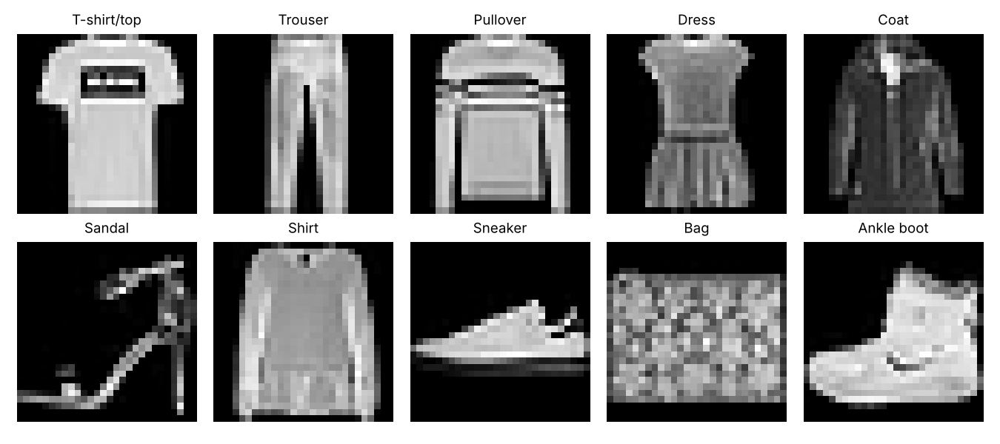 T-shirt/top
Trouser
Pullover
Dress
Coat
Sandal
Shirt
Sneaker
Bag
Ankle boot